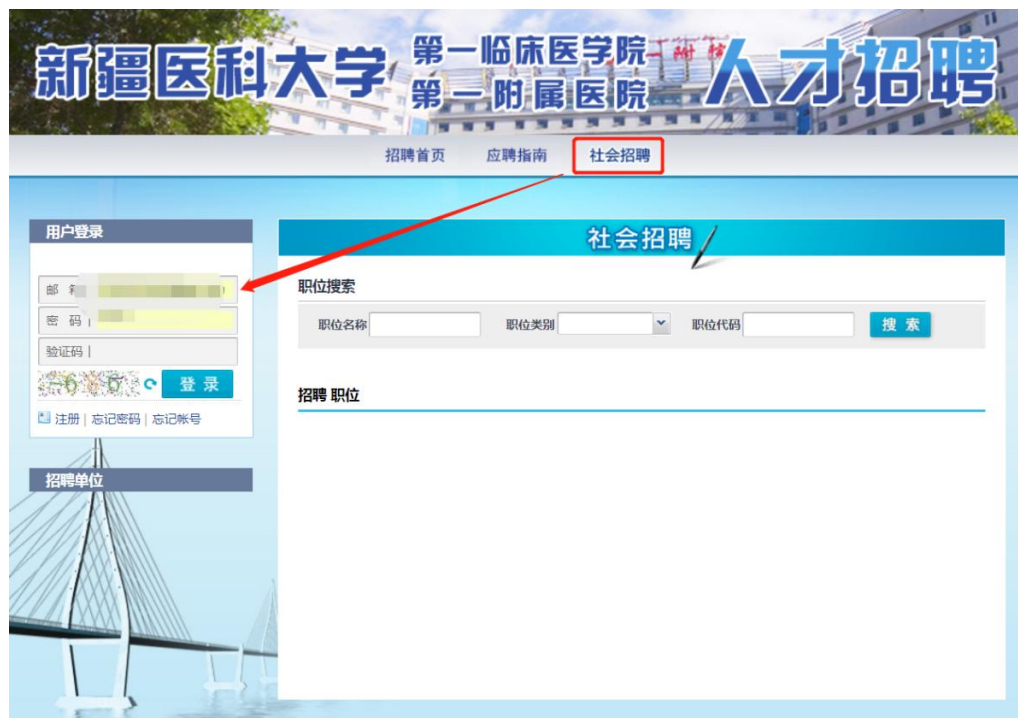 新疆医科大学 第一临床医学院 人才招聘
第一附属医院
招聘首页 应聘指南 社会招聘
用户登录
社会招聘
邮
职位搜索
密 码
职位名称 职位类别 职位代码 搜 索
验证码
登 录
招聘 职位
注册 | 忘记密码 | 忘记帐号
招聘单位